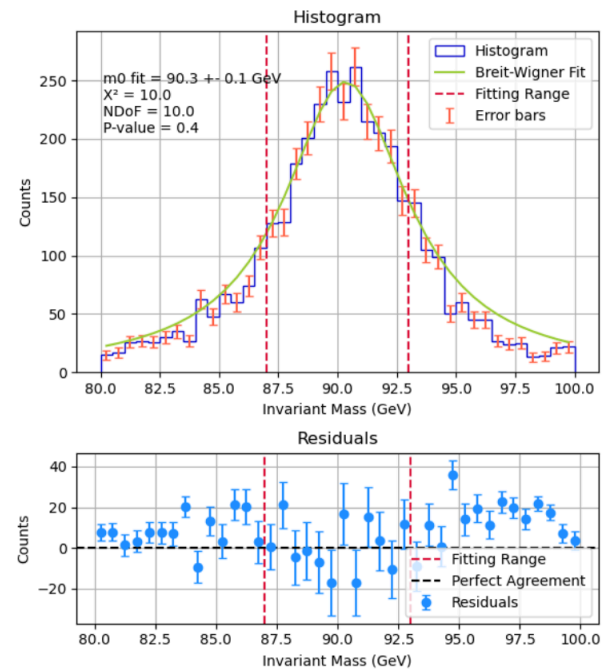 Histogram
m0 fit = 90.3 +- 0.1 GeV
X² = 10.0
NDoF = 10.0
P-value = 0.4
Histogram
Breit-Wigner Fit
Fitting Range
Error bars
Counts
250
200
150
100
50
0
80.0 82.5 85.0 87.5 90.0 92.5 95.0 97.5 100.0
Invariant Mass (GeV)
Residuals
Counts
40
20
0
−20
Fitting Range
Perfect Agreement
Residuals
80.0 82.5 85.0 87.5 90.0 92.5 95.0 97.5 100.0
Invariant Mass (GeV)